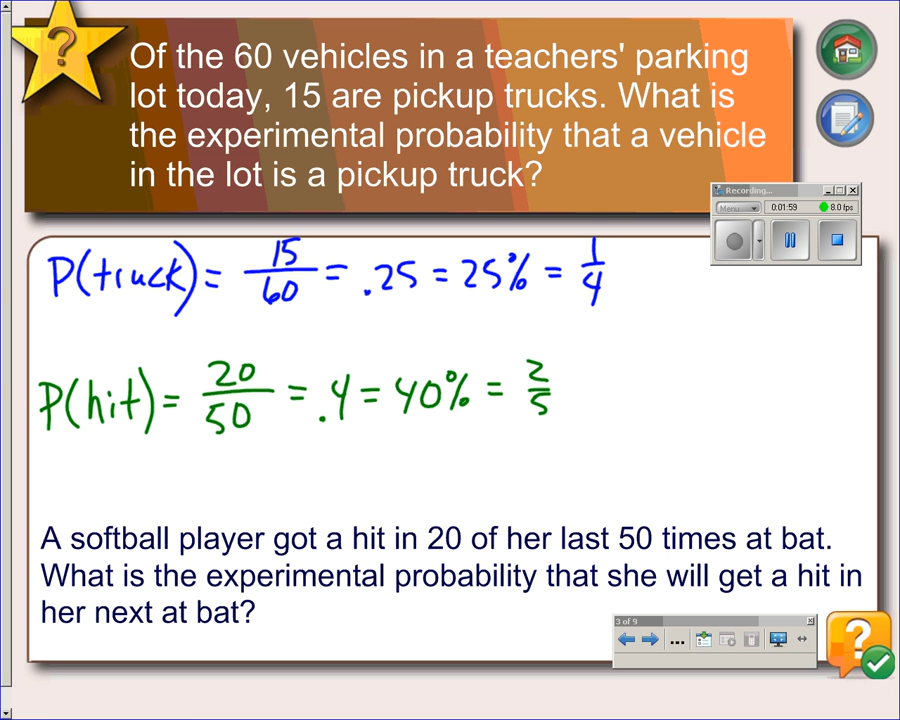 ?
Of the 60 vehicles in a teachers' parking
lot today, 15 are pickup trucks. What is
the experimental probability that a vehicle
in the lot is a pickup truck?
Recording...
Menu 0:01:59 8.0 fps
P(truck) = 15/60 = .25 = 25% = 1/4
P(hit) = 20/50 = .4 = 40% = 2/5
A softball player got a hit in 20 of her last 50 times at bat.
What is the experimental probability that she will get a hit in
her next at bat?
3 of 9
...
?